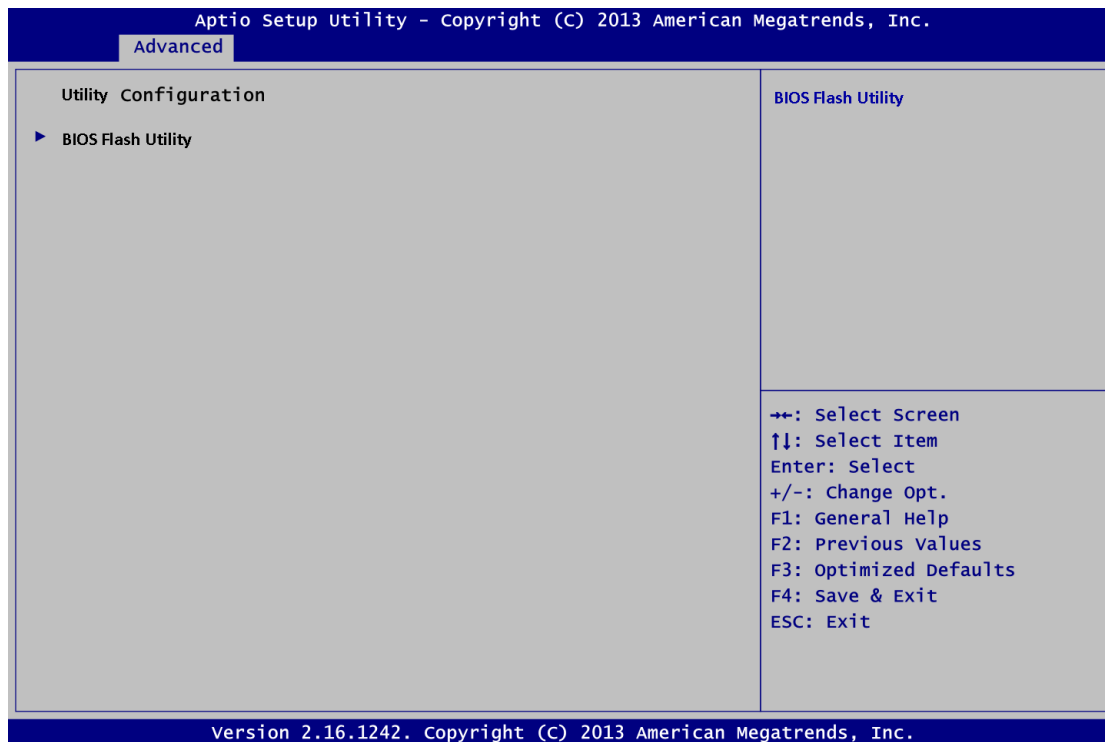 Aptio Setup Utility - Copyright (C) 2013 American Megatrends, Inc.
Advanced
Utility Configuration
BIOS Flash Utility
BIOS Flash Utility
→←: Select Screen
↑↓: Select Item
Enter: Select
+/-: Change Opt.
F1: General Help
F2: Previous Values
F3: Optimized Defaults
F4: Save & Exit
ESC: Exit
Version 2.16.1242. Copyright (C) 2013 American Megatrends, Inc.